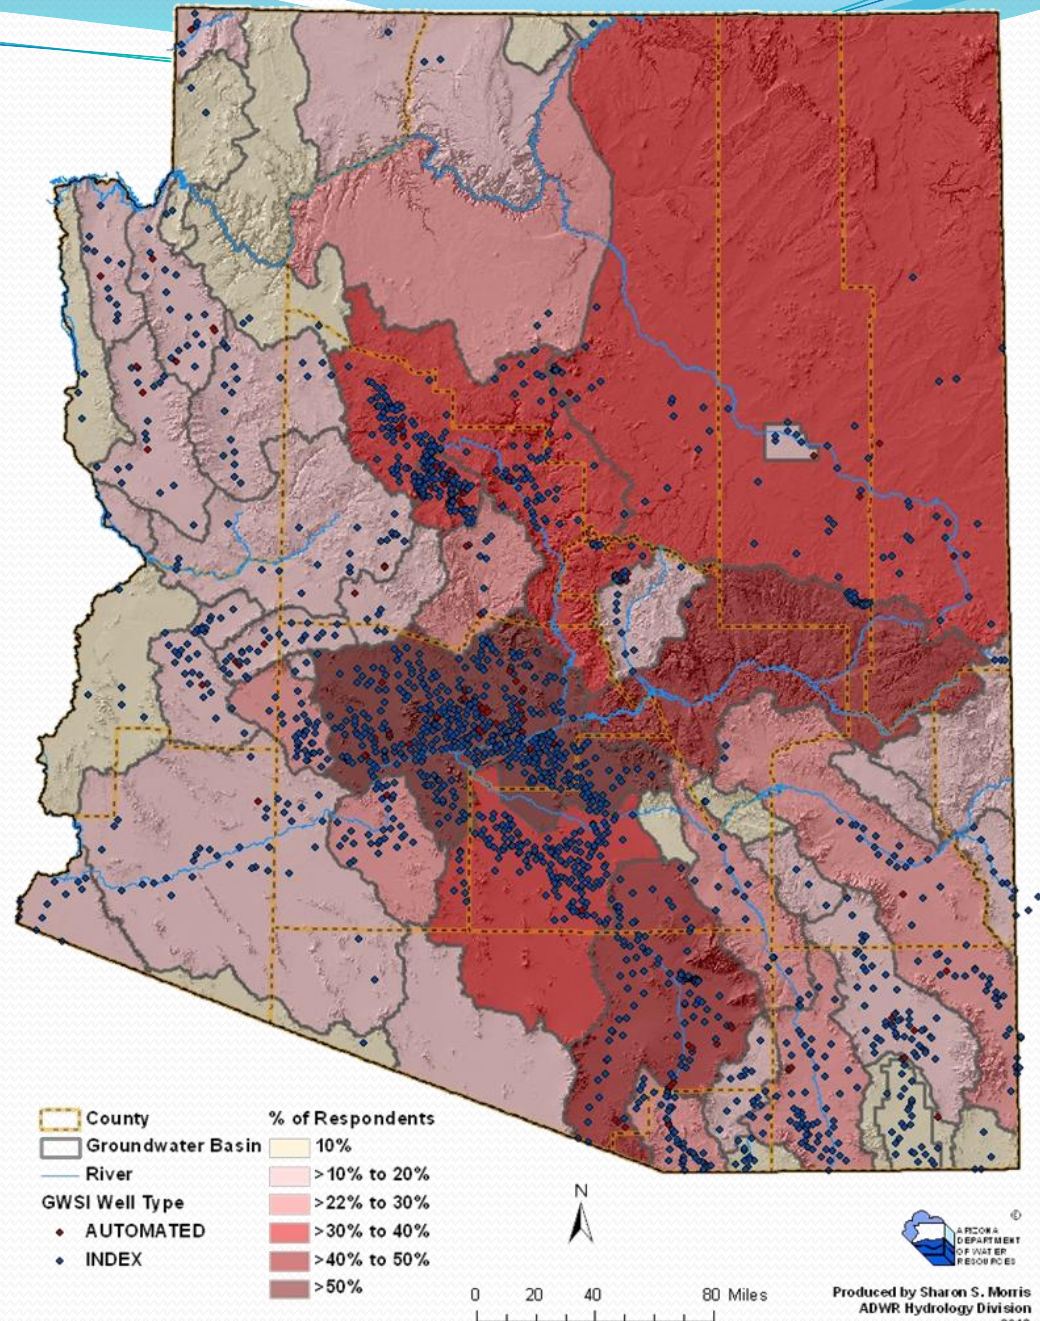 County
Groundwater Basin
River
GWSI Well Type
AUTOMATED
INDEX
% of Respondents
10%
>10% to 20%
>22% to 30%
>30% to 40%
>40% to 50%
>50%
N
0 20 40 80 Miles
©
ARIZONA
DEPARTMENT
OF WATER
RESOURCES
Produced by Sharon S. Morris
ADWR Hydrology Division